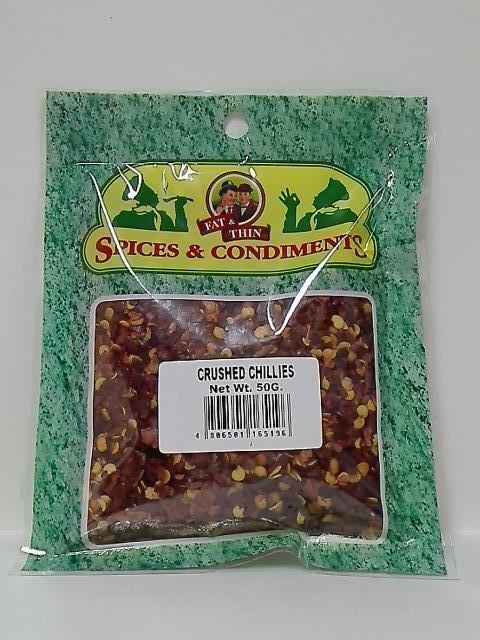 FAT &
THIN
SPICES & CONDIMENTS
CRUSHED CHILLIES
Net Wt. 50G.
4 806501 165196